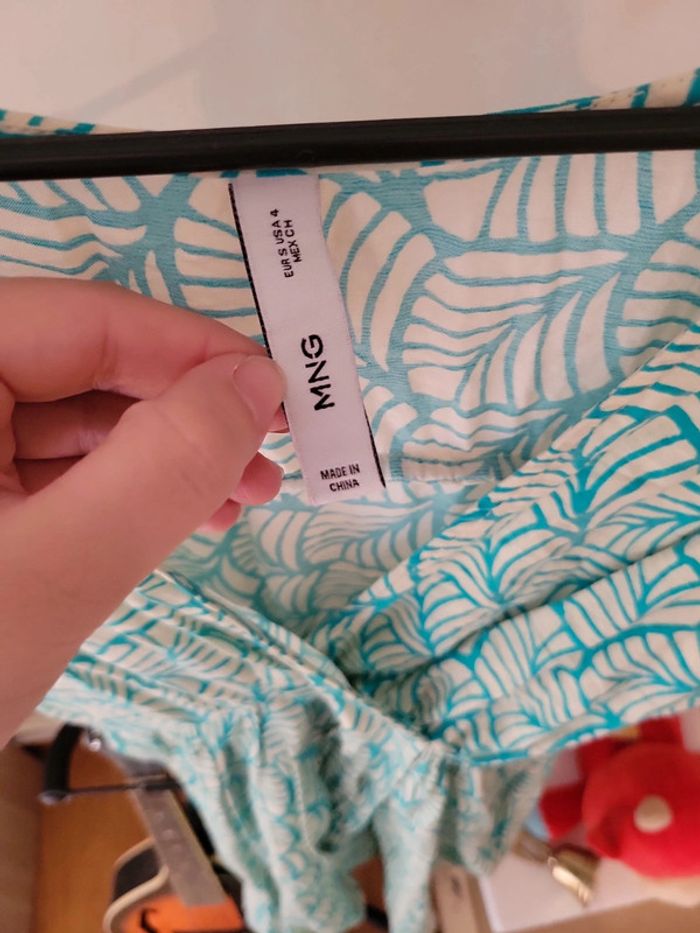 EUR S USA 4
MEX CH
MNG
MADE IN
CHINA